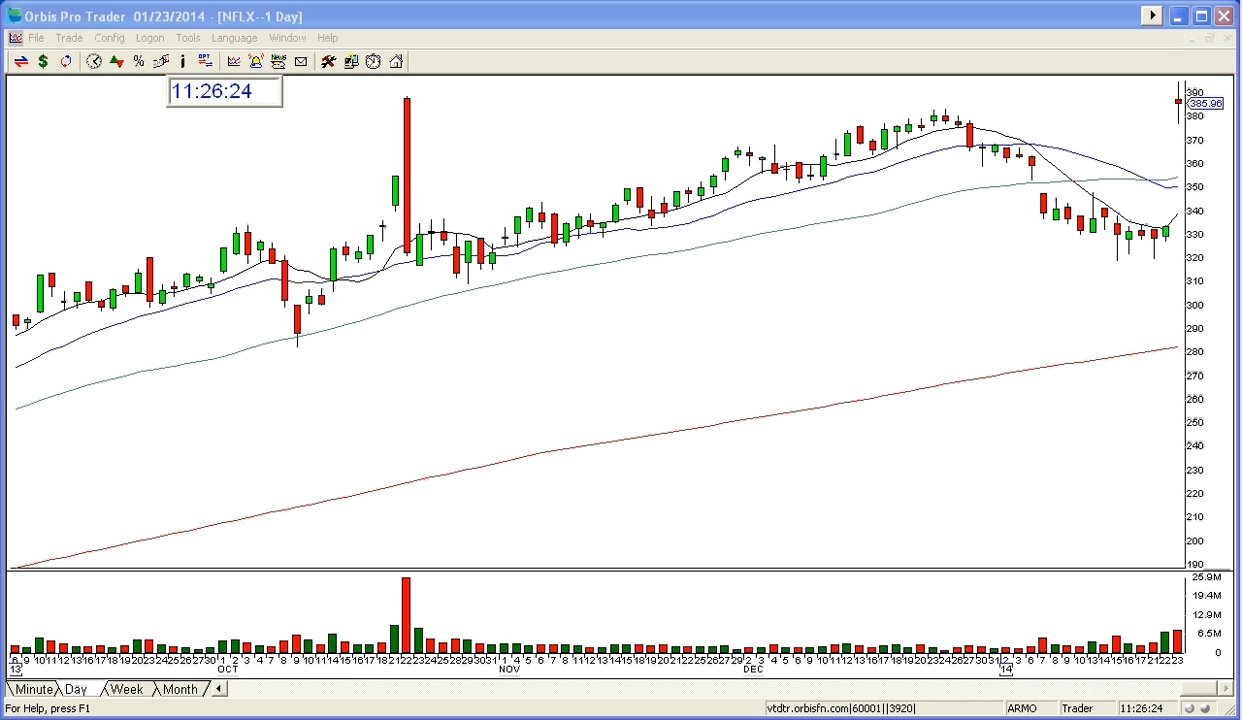 Orbis Pro Trader 01/23/2014 - [NFLX--1 Day]
File Trade Config Logon Tools Language Window Help
11:26:24
390
385.96
380
370
360
350
340
330
320
310
300
290
280
270
260
250
240
230
220
210
200
190
25.9M
19.4M
12.9M
6.5M
0
13 OCT NOV DEC 14
Minute Day Week Month
For Help, press F1 vtdtr.orbisfn.com|60001||3920| ARMO Trader 11:26:24